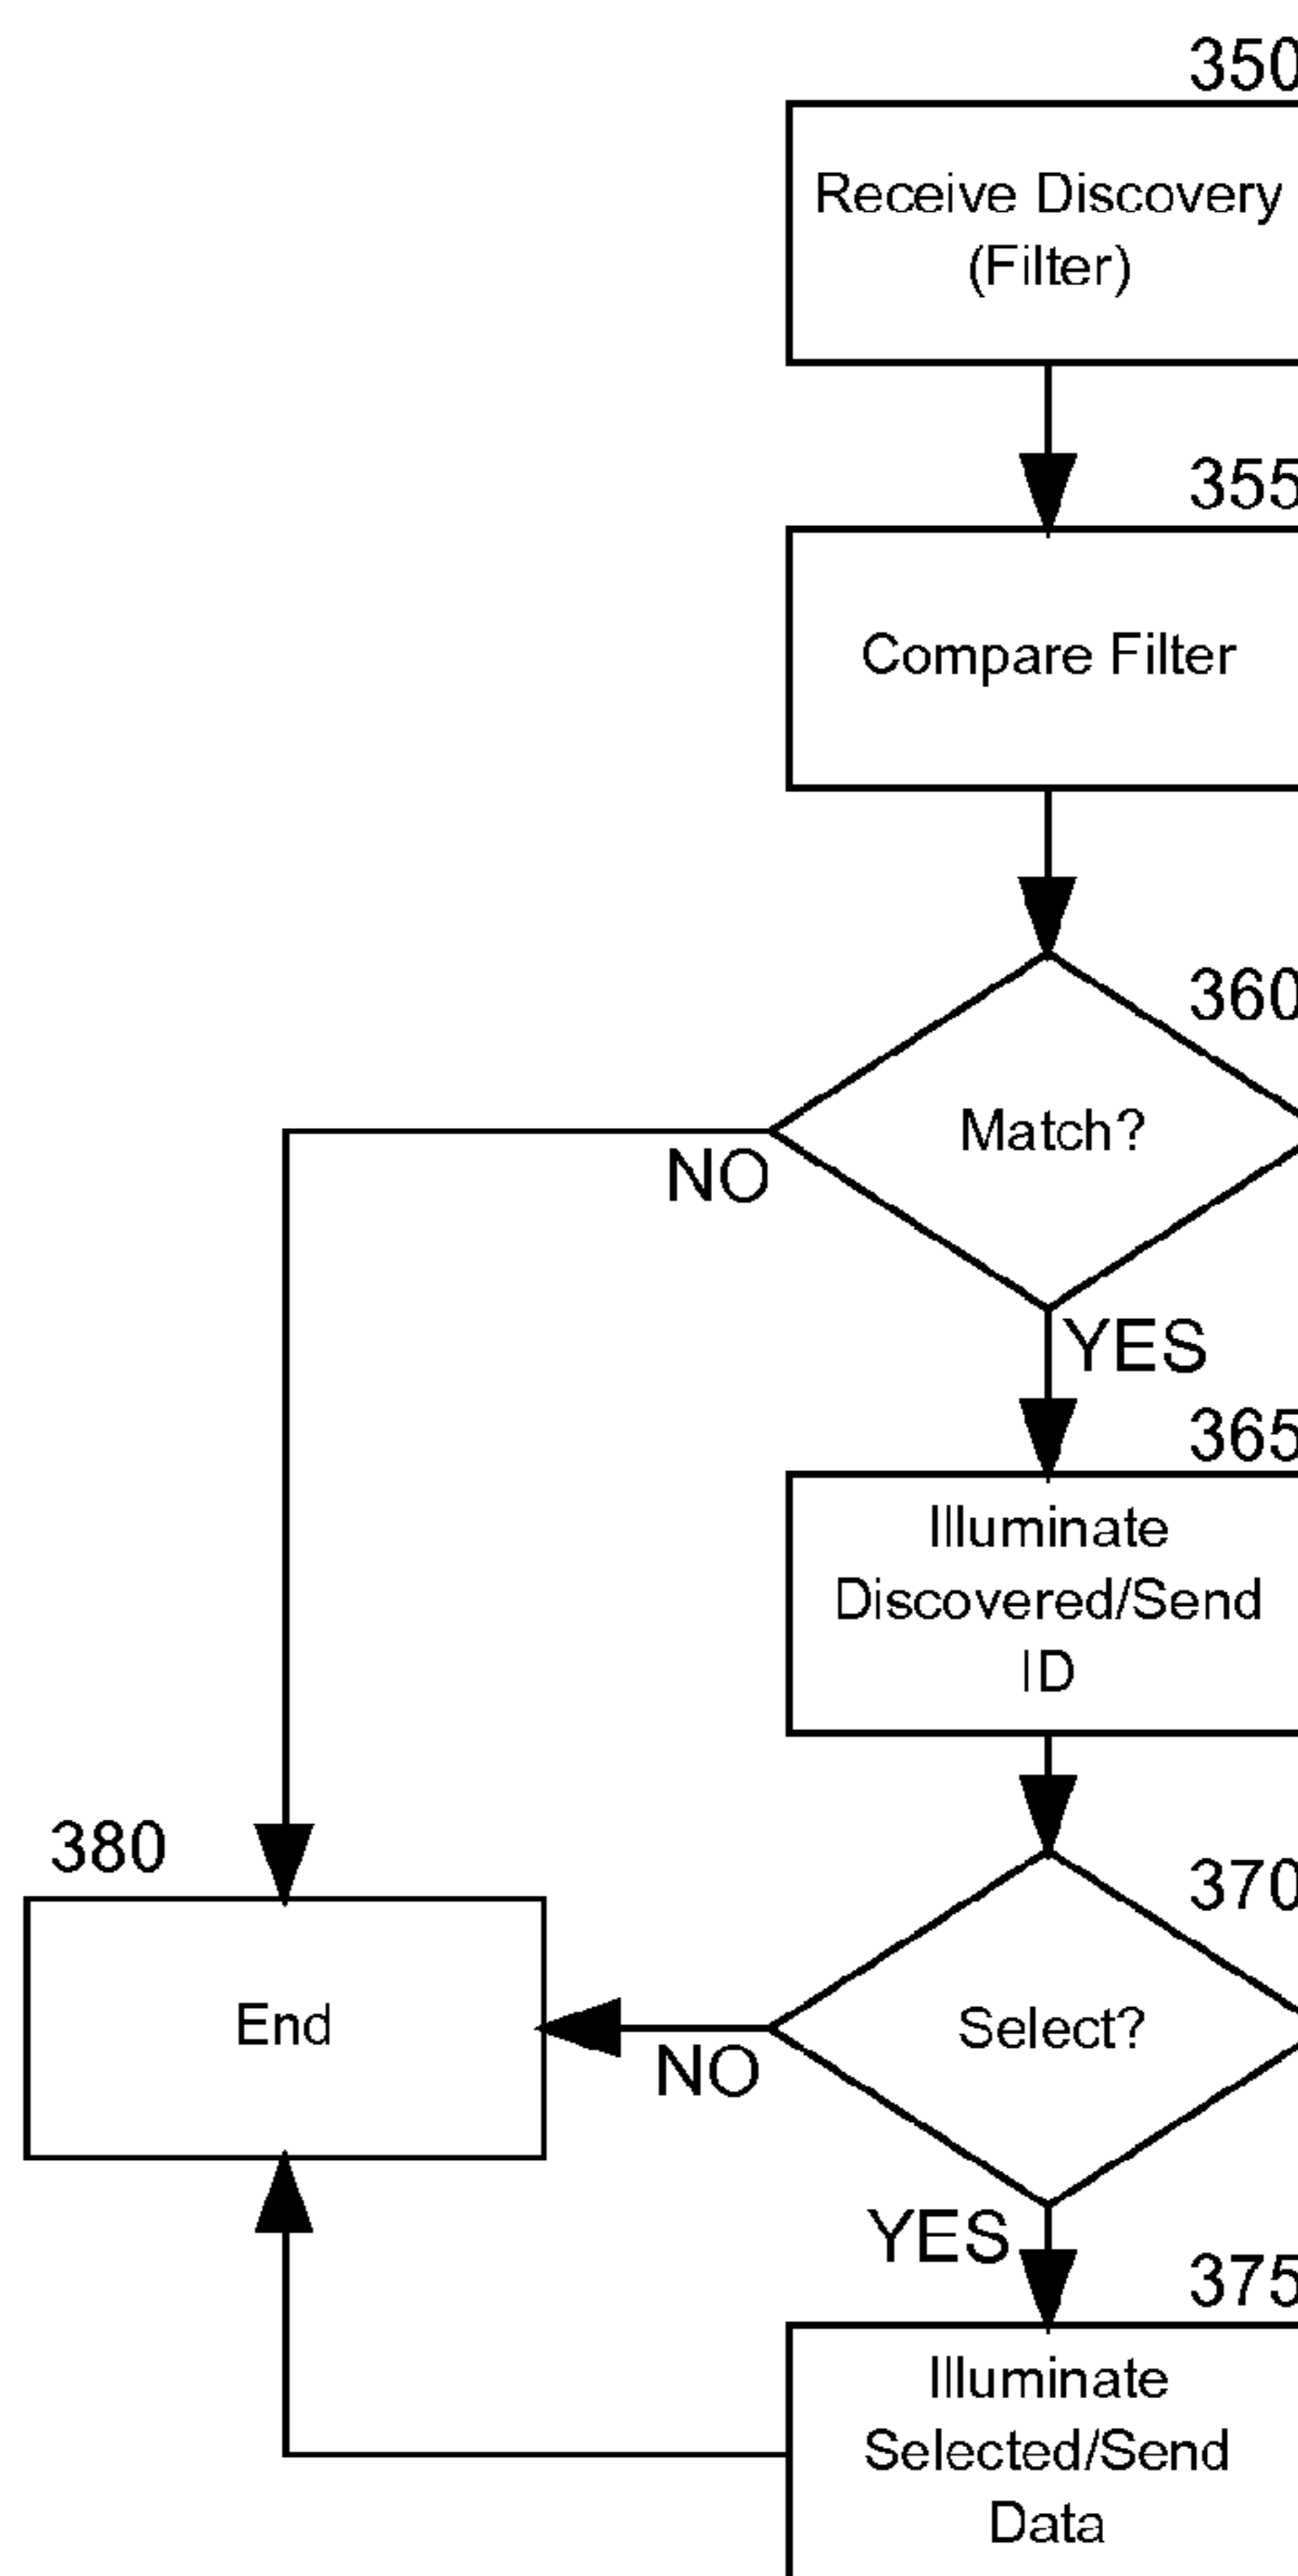 350
Receive Discovery
(Filter)
355
Compare Filter
360
Match?
NO
YES
365
Illuminate
Discovered/Send
ID
380
370
End
Select?
NO
YES
375
Illuminate
Selected/Send
Data